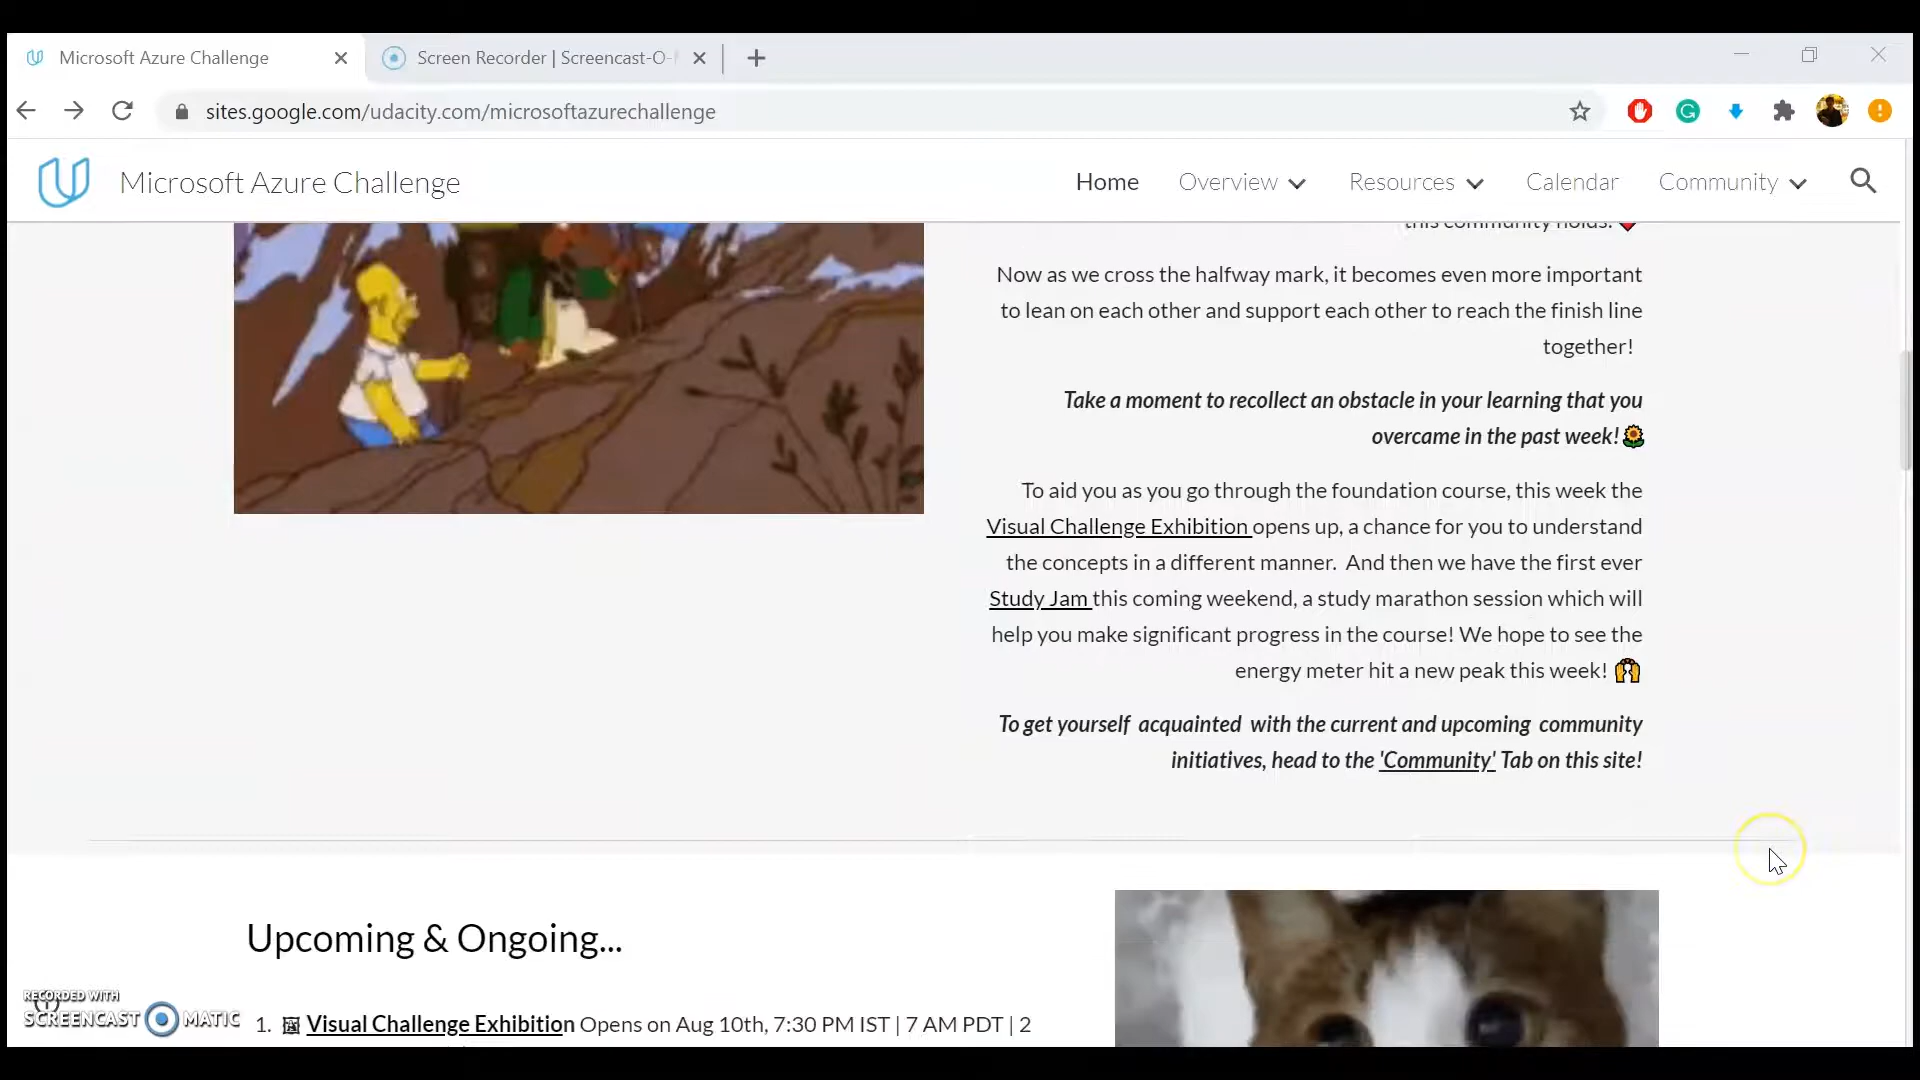 Microsoft Azure Challenge
Screen Recorder | Screencast-O-
sites.google.com/udacity.com/microsoftazurechallenge
Microsoft Azure Challenge
Home
Overview
Resources
Calendar
Community
this community holds.
Now as we cross the halfway mark, it becomes even more important
to lean on each other and support each other to reach the finish line
together!
Take a moment to recollect an obstacle in your learning that you
overcame in the past week!🌻
To aid you as you go through the foundation course, this week the
Visual Challenge Exhibition opens up, a chance for you to understand
the concepts in a different manner.  And then we have the first ever
Study Jam this coming weekend, a study marathon session which will
help you make significant progress in the course! We hope to see the
energy meter hit a new peak this week! 🙌
To get yourself  acquainted  with the current and upcoming  community
initiatives, head to the 'Community' Tab on this site!
Upcoming & Ongoing...
1. Visual Challenge Exhibition Opens on Aug 10th, 7:30 PM IST | 7 AM PDT | 2
RECORDED WITH
SCREENCAST MATIC